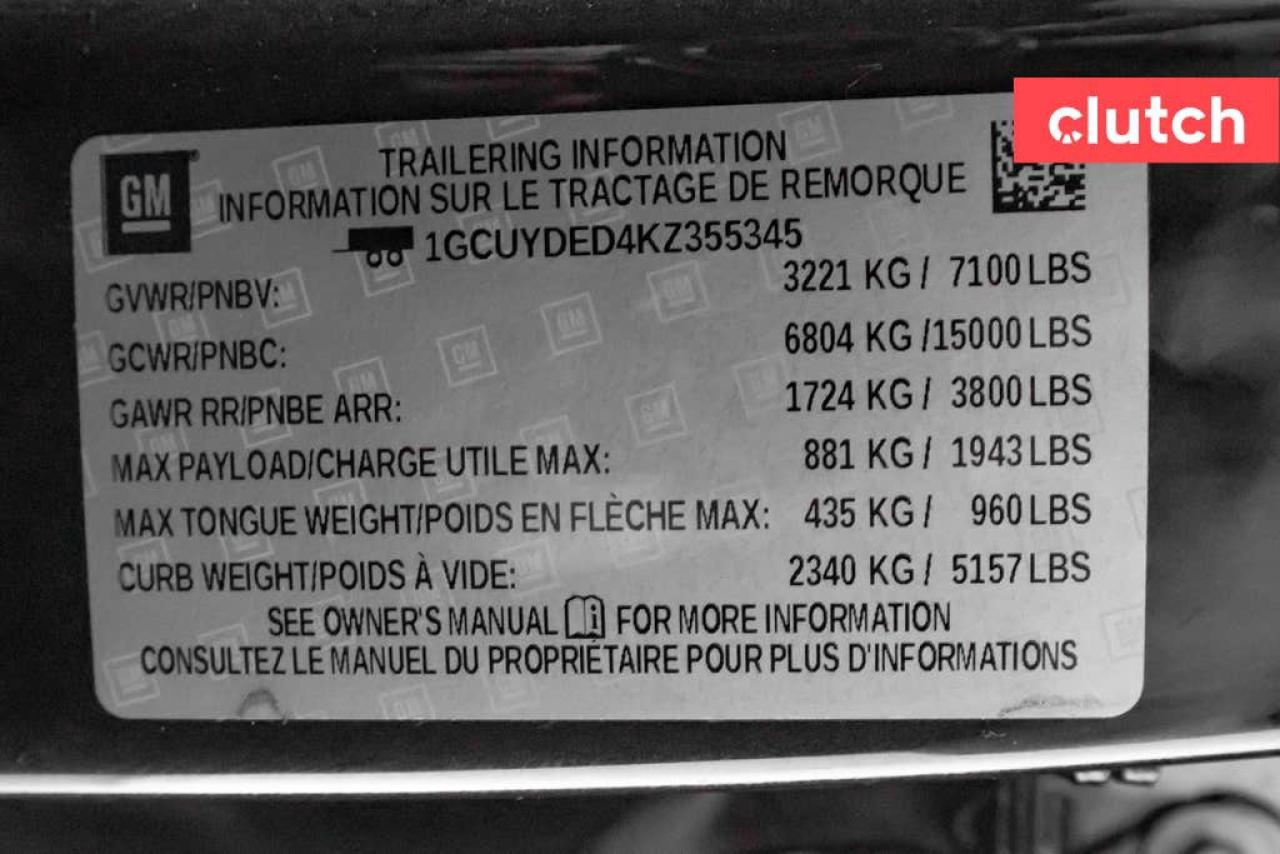 clutch
GM
TRAILERING INFORMATION
INFORMATION SUR LE TRACTAGE DE REMORQUE
1GCUYDED4KZ355345
GVWR/PNBV: 3221 KG / 7100 LBS
GCWR/PNBC: 6804 KG /15000 LBS
GAWR RR/PNBE ARR: 1724 KG / 3800 LBS
MAX PAYLOAD/CHARGE UTILE MAX: 881 KG / 1943 LBS
MAX TONGUE WEIGHT/POIDS EN FLÈCHE MAX: 435 KG / 960 LBS
CURB WEIGHT/POIDS À VIDE: 2340 KG / 5157 LBS
SEE OWNER'S MANUAL FOR MORE INFORMATION
CONSULTEZ LE MANUEL DU PROPRIÉTAIRE POUR PLUS D'INFORMATIONS